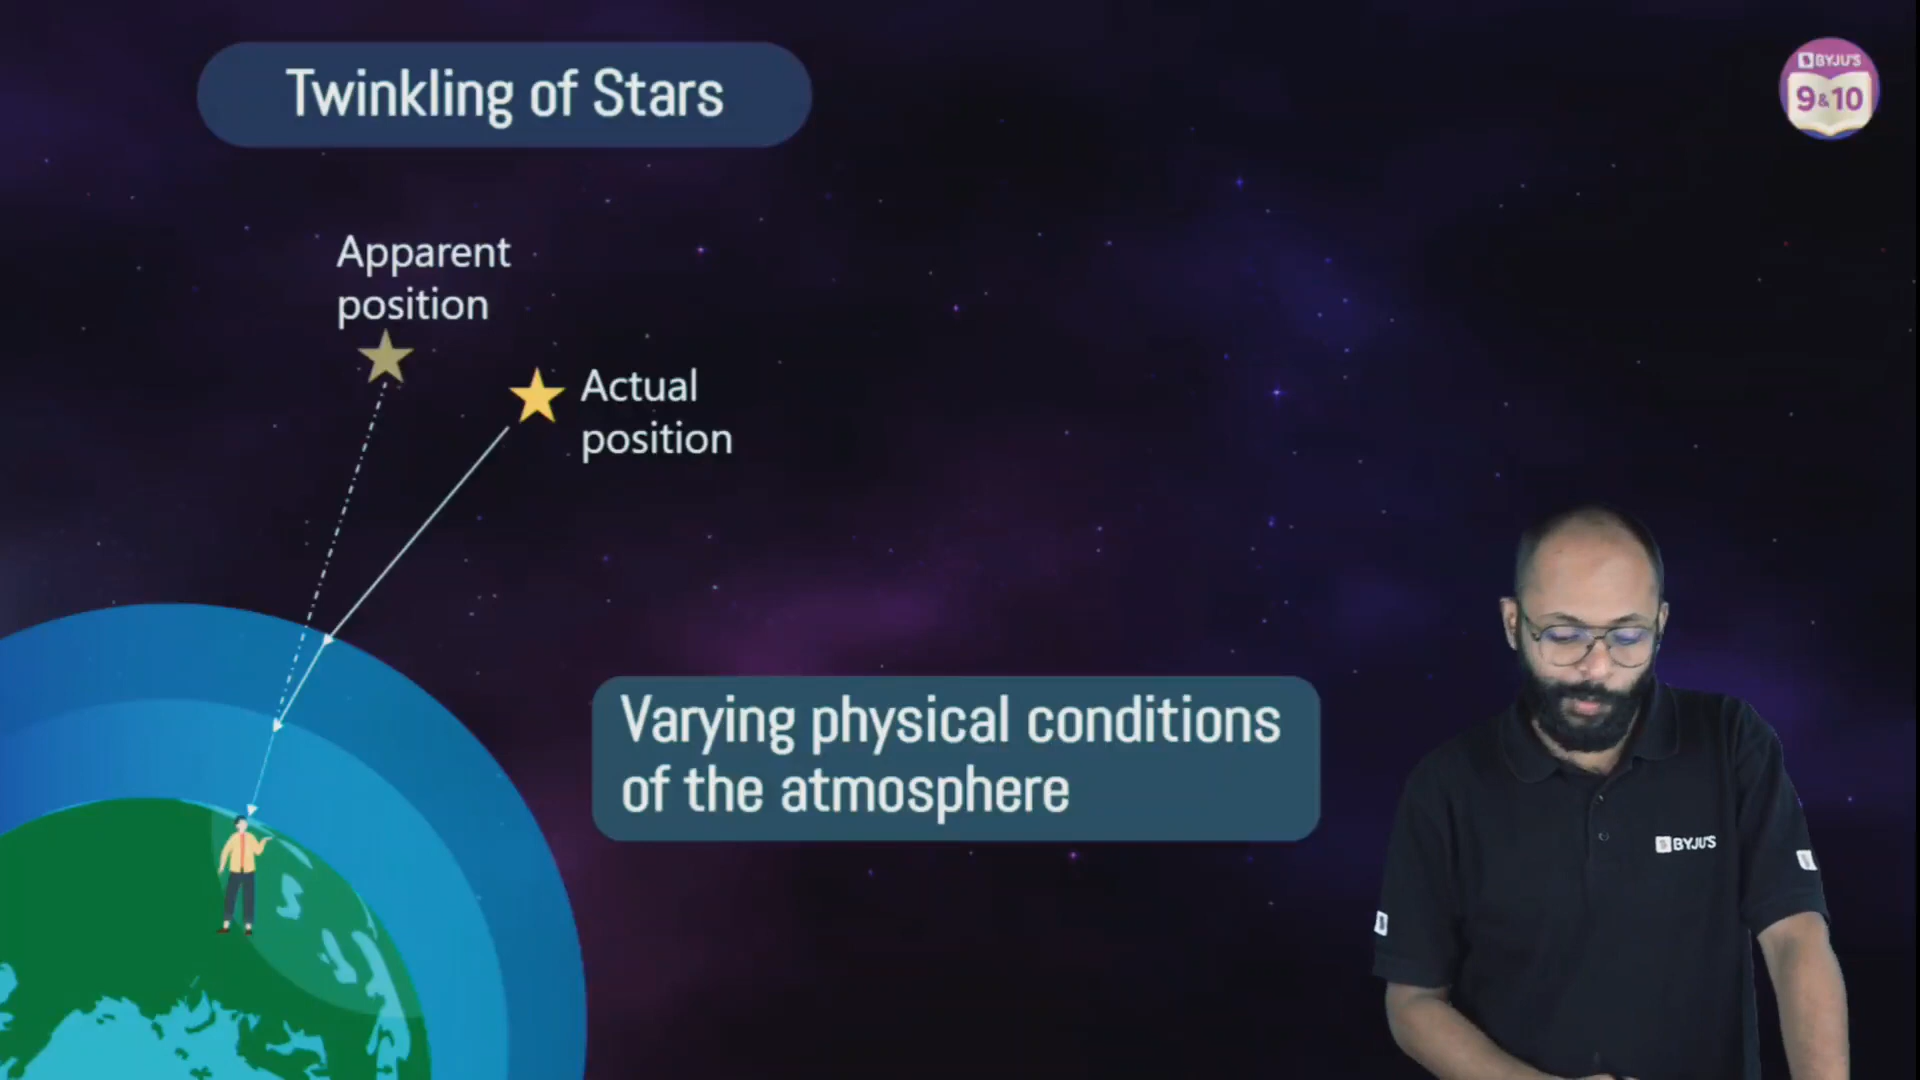 Twinkling of Stars
BYJU'S
9&10
Apparent
position
Actual
position
Varying physical conditions
of the atmosphere
BYJU'S